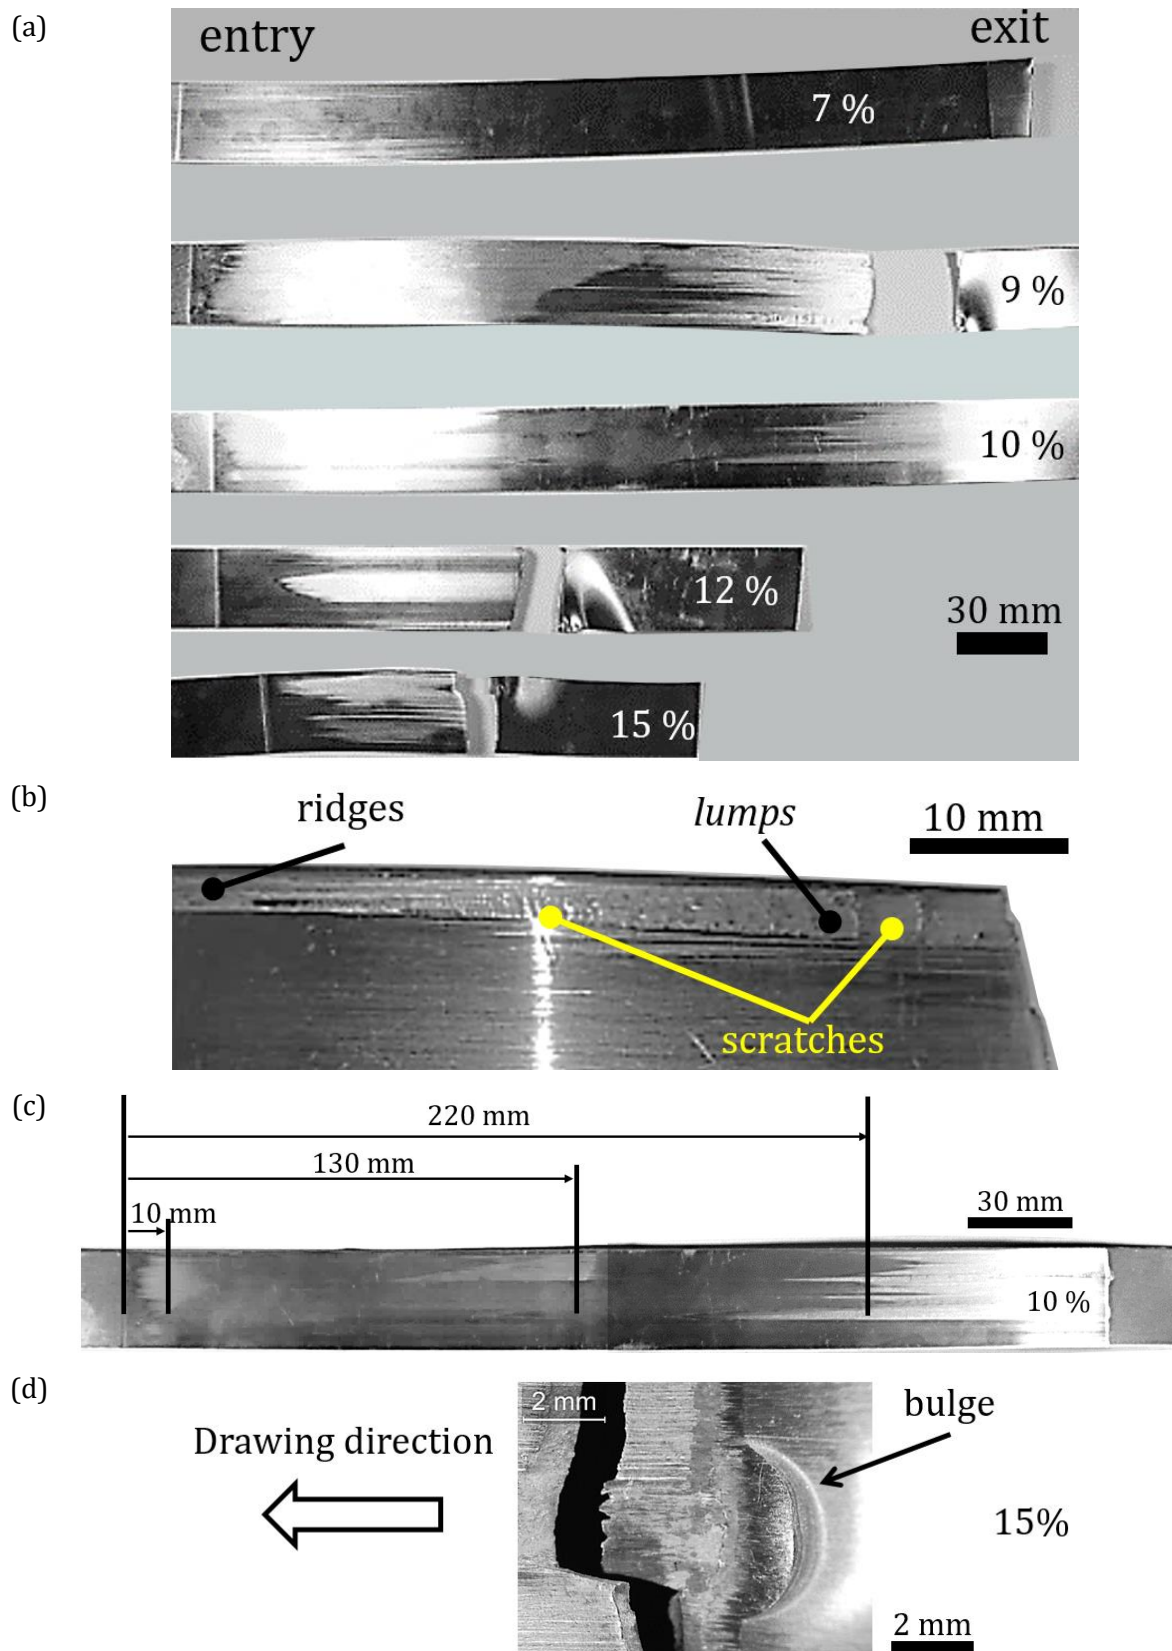 (a)
entry
exit
7 %
9 %
10 %
12 %
30 mm
15 %
(b)
ridges
lumps
10 mm
scratches
(c)
220 mm
130 mm
10 mm
30 mm
10 %
(d)
2 mm
bulge
Drawing direction
15%
2 mm